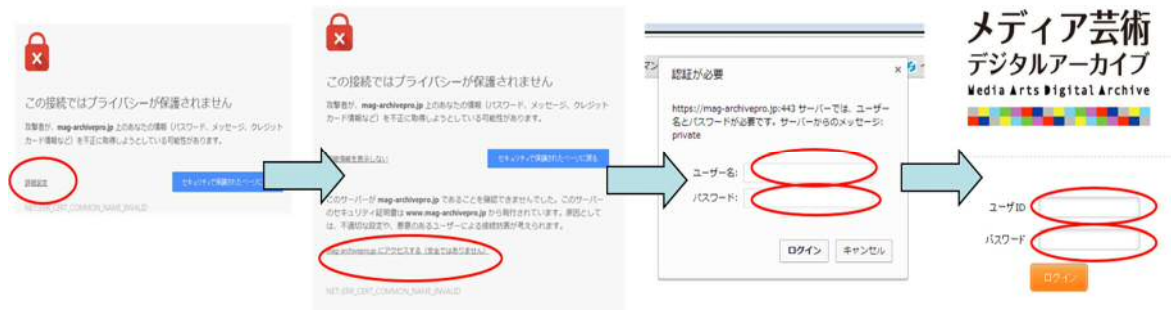 この接続ではプライバシーが保護されません
攻撃者が、mag-archivepro.jp 上のあなたの情報（パスワード、メッセージ、クレジット
カード情報など）を不正に取得しようとしている可能性があります。
詳細設定
セキュリティで保護されたページに
NET::ERR_CERT_COMMON_NAME_INVALID
この接続ではプライバシーが保護されません
攻撃者が、mag-archivepro.jp 上のあなたの情報（パスワード、メッセージ、クレジット
カード情報など）を不正に取得しようとしている可能性があります。
詳細情報を表示しない
セキュリティで保護されたページに戻る
このサーバーが mag-archivepro.jp であることを確認できませんでした。このサーバー
のセキュリティ証明書は www.mag-archivepro.jp から発行されています。原因として
は、不適切な設定や、悪意のあるユーザーによる接続妨害が考えられます。
mag-archivepro.jp にアクセスする（安全ではありません）
NET::ERR_CERT_COMMON_NAME_INVALID
マン
認証が必要
×
https://mag-archivepro.jp:443 サーバーでは、ユーザー
名とパスワードが必要です。サーバーからのメッセージ:
private
ユーザー名:
パスワード:
ログイン
キャンセル
メディア芸術
デジタルアーカイブ
Media Arts Digital Archive
ユーザID
パスワード
ログイン